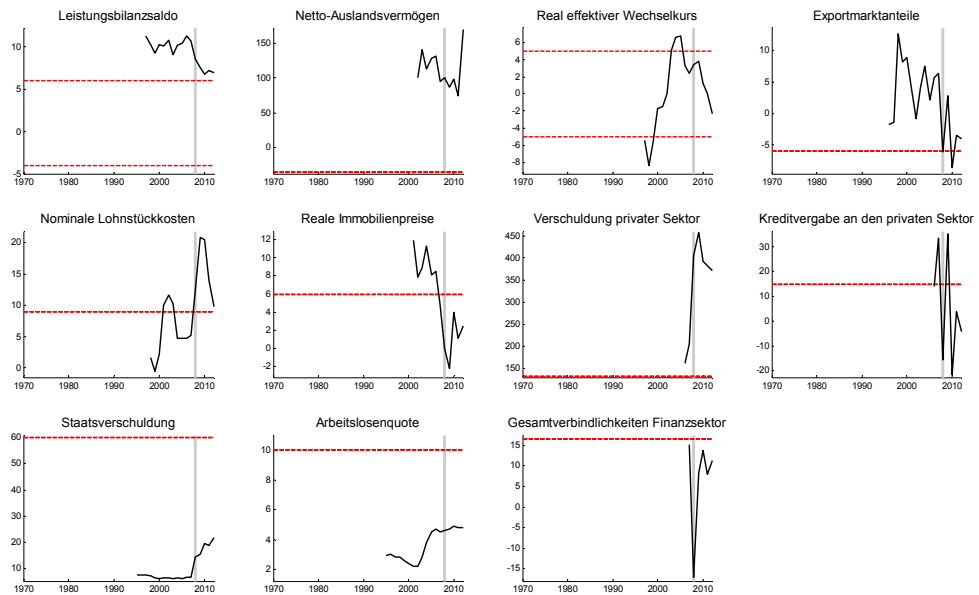 Leistungsbilanzsaldo
10
5
0
-5
1970 1980 1990 2000 2010
Netto-Auslandsvermögen
150
100
50
0
1970 1980 1990 2000 2010
Real effektiver Wechselkurs
6
4
2
0
-2
-4
-6
-8
1970 1980 1990 2000 2010
Exportmarktanteile
10
5
0
-5
1970 1980 1990 2000 2010
Nominale Lohnstückkosten
20
15
10
5
0
1970 1980 1990 2000 2010
Reale Immobilienpreise
12
10
8
6
4
2
0
-2
1970 1980 1990 2000 2010
Verschuldung privater Sektor
450
400
350
300
250
200
150
1970 1980 1990 2000 2010
Kreditvergabe an den privaten Sektor
30
20
10
0
-10
-20
1970 1980 1990 2000 2010
Staatsverschuldung
60
50
40
30
20
10
1970 1980 1990 2000 2010
Arbeitslosenquote
10
8
6
4
2
1970 1980 1990 2000 2010
Gesamtverbindlichkeiten Finanzsektor
15
10
5
0
-5
-10
-15
1970 1980 1990 2000 2010